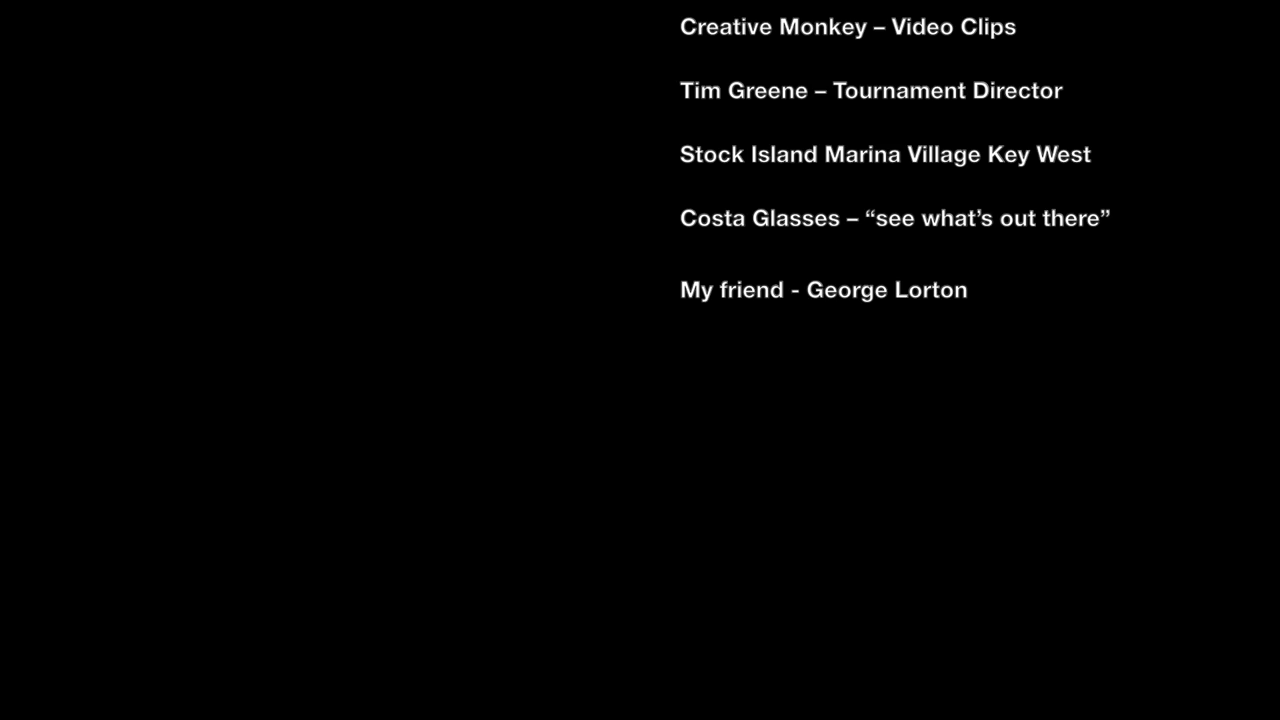 Creative Monkey – Video Clips
Tim Greene – Tournament Director
Stock Island Marina Village Key West
Costa Glasses – “see what’s out there”
My friend - George Lorton